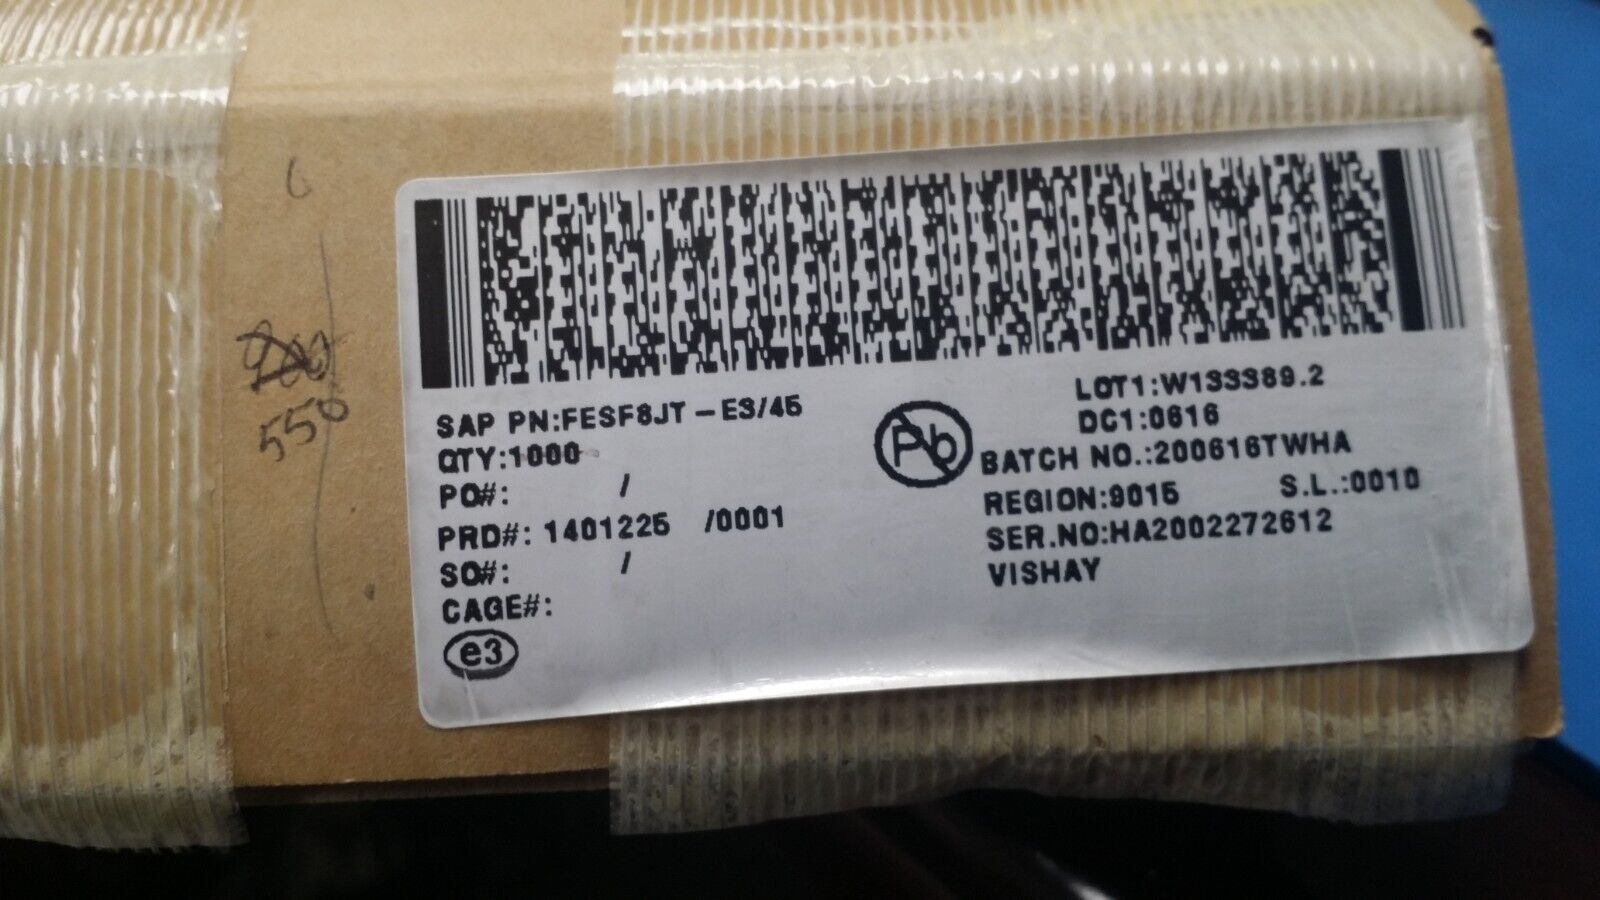 SAP PN:FESF8JT-E3/45
QTY:1000
PO#: /
PRD#: 1401225 /0001
SO#: /
CAGE#:
e3
Pb
LOT1:W133389.2
DC1:0616
BATCH NO.:200616TWHA
REGION:9015 S.L.:0010
SER.NO:HA2002272612
VISHAY
550